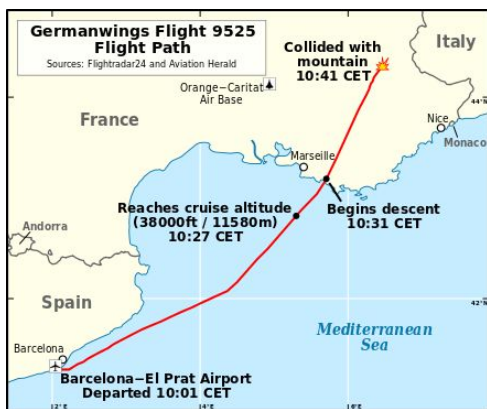 Germanwings Flight 9525
Flight Path
Sources: Flightradar24 and Aviation Herald
Collided with
mountain
10:41 CET
Italy
Orange−Caritat
Air Base
44°N
France
Nice
Monaco
Marseille
Reaches cruise altitude
(38000ft / 11580m)
10:27 CET
Begins descent
10:31 CET
Andorra
Spain
42°N
Mediterranean
Sea
Barcelona
Barcelona−El Prat Airport
Departed 10:01 CET